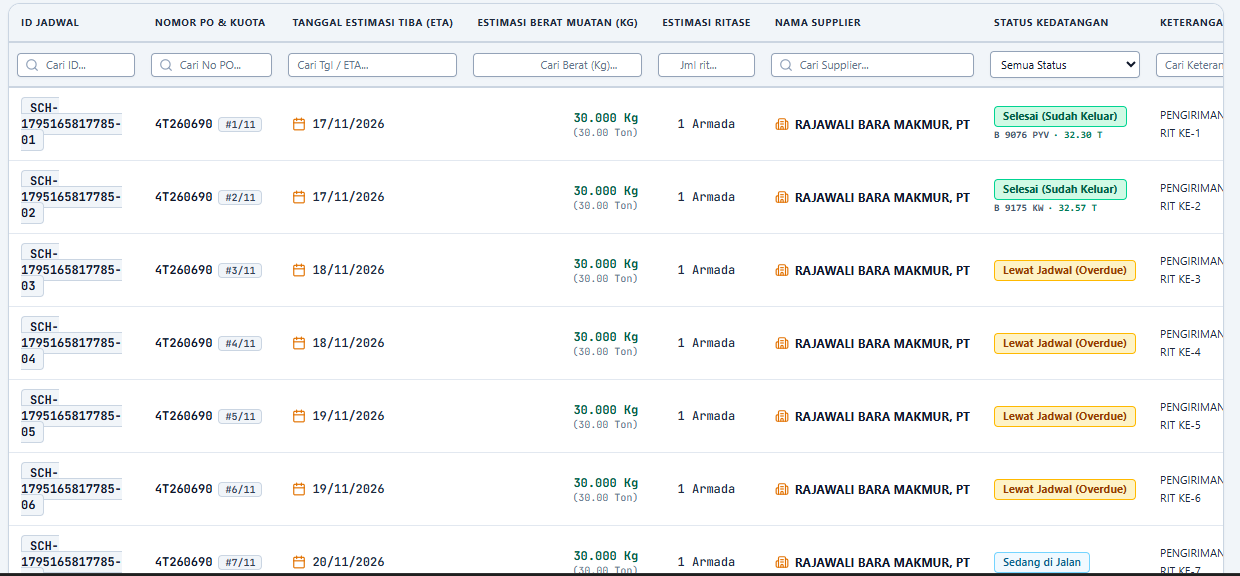 ID JADWAL NOMOR PO & KUOTA TANGGAL ESTIMASI TIBA (ETA) ESTIMASI BERAT MUATAN (KG) ESTIMASI RITASE NAMA SUPPLIER STATUS KEDATANGAN KETERANGA
Cari ID... Cari No PO... Cari Tgl / ETA... Cari Berat (Kg)... Jml rit... Cari Supplier... Semua Status Cari Keteran
SCH-
1795165817785-
01
4T260690 #1/11 17/11/2026
30.000 Kg
(30.00 Ton)
1 Armada RAJAWALI BARA MAKMUR, PT
Selesai (Sudah Keluar)
B 9076 PYV · 32.30 T
PENGIRIMAN
RIT KE-1
SCH-
1795165817785-
02
4T260690 #2/11 17/11/2026
30.000 Kg
(30.00 Ton)
1 Armada RAJAWALI BARA MAKMUR, PT
Selesai (Sudah Keluar)
B 9175 KW · 32.57 T
PENGIRIMAN
RIT KE-2
SCH-
1795165817785-
03
4T260690 #3/11 18/11/2026
30.000 Kg
(30.00 Ton)
1 Armada RAJAWALI BARA MAKMUR, PT
Lewat Jadwal (Overdue)
PENGIRIMAN
RIT KE-3
SCH-
1795165817785-
04
4T260690 #4/11 18/11/2026
30.000 Kg
(30.00 Ton)
1 Armada RAJAWALI BARA MAKMUR, PT
Lewat Jadwal (Overdue)
PENGIRIMAN
RIT KE-4
SCH-
1795165817785-
05
4T260690 #5/11 19/11/2026
30.000 Kg
(30.00 Ton)
1 Armada RAJAWALI BARA MAKMUR, PT
Lewat Jadwal (Overdue)
PENGIRIMAN
RIT KE-5
SCH-
1795165817785-
06
4T260690 #6/11 19/11/2026
30.000 Kg
(30.00 Ton)
1 Armada RAJAWALI BARA MAKMUR, PT
Lewat Jadwal (Overdue)
PENGIRIMAN
RIT KE-6
SCH-
1795165817785-
4T260690 #7/11 20/11/2026
30.000 Kg
(30.00 Ton)
1 Armada RAJAWALI BARA MAKMUR, PT
Sedang di Jalan
PENGIRIMAN
RIT KE-7